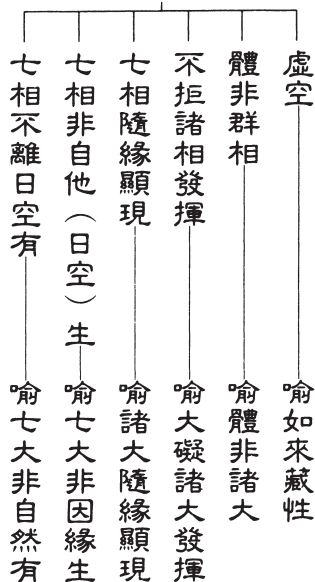 虛空 喻如來藏性
體非群相 喻體非諸大
不拒諸相發揮 喻大礙諸大發揮
七相隨緣顯現 喻諸大隨緣顯現
七相非自他（日空）生 喻七大非因緣生
七相不離日空有 喻七大非自然有